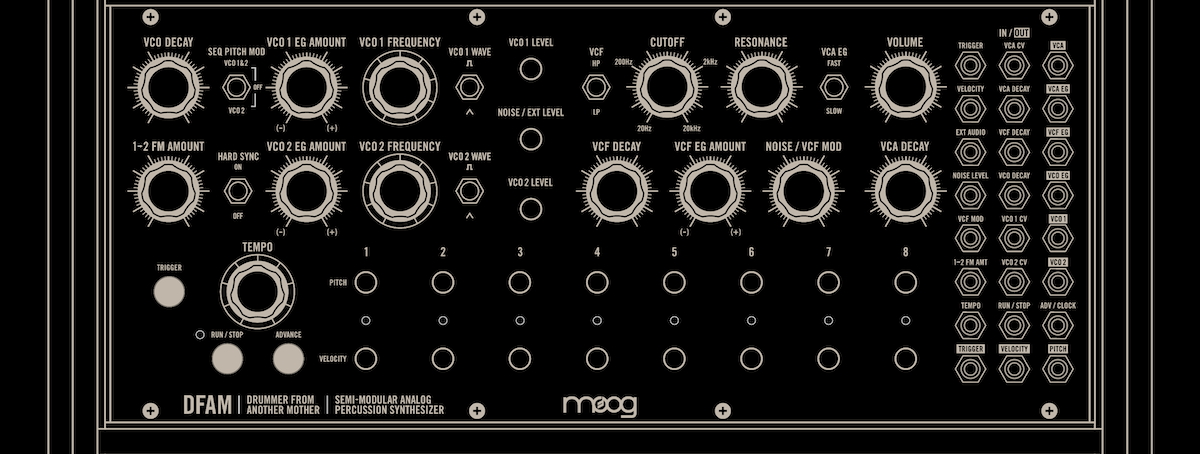 IN / OUT
VCO DECAY
SEQ PITCH MOD
VCO 1&2
OFF
VCO 2
VCO 1 EG AMOUNT
(-) (+)
VCO 1 FREQUENCY
VCO 1 WAVE
VCO 1 LEVEL
NOISE / EXT LEVEL
VCO 2 LEVEL
VCF
HP
LP
CUTOFF
200Hz 2kHz
20Hz 20kHz
RESONANCE
VCA EG
FAST
SLOW
VOLUME
1-2 FM AMOUNT
HARD SYNC
ON
OFF
VCO 2 EG AMOUNT
(-) (+)
VCO 2 FREQUENCY
VCO 2 WAVE
VCF DECAY
VCF EG AMOUNT
(-) (+)
NOISE / VCF MOD
VCA DECAY
TRIGGER VCA CV VCA
VELOCITY VCA DECAY VCA EG
EXT AUDIO VCF DECAY VCF EG
NOISE LEVEL VCO DECAY VCO EG
VCF MOD VCO 1 CV VCO 1
1-2 FM AMT VCO 2 CV VCO 2
TEMPO RUN / STOP ADV / CLOCK
TRIGGER VELOCITY PITCH
TEMPO
TRIGGER
RUN / STOP
ADVANCE
1 2 3 4 5 6 7 8
PITCH
VELOCITY
DFAM
DRUMMER FROM
ANOTHER MOTHER
SEMI-MODULAR ANALOG
PERCUSSION SYNTHESIZER
moog